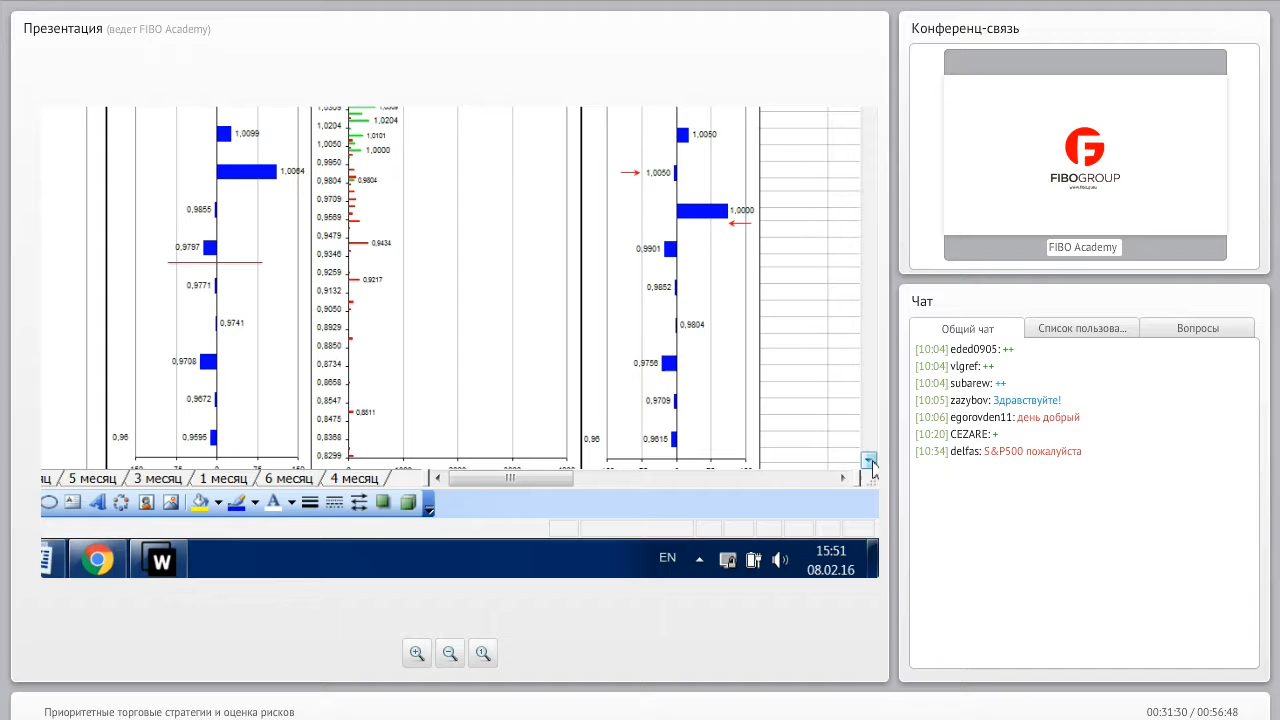 Презентация (ведет FIBO Academy)
1,0099
1,0064
0,9855
0,9797
0,9771
0,9741
0,9708
0,9672
0,9595
0,96
1,0204
1,0050
0,9950
0,9804
0,9709
0,9569
0,9479
0,9346
0,9259
0,9132
0,9050
0,8929
0,8850
0,8734
0,8658
0,8547
0,8475
0,8368
0,8299
1,0204
1,0101
1,0000
0,9804
0,9434
0,9217
0,8511
1,0050
1,0050
1,0000
0,9901
0,9852
0,9804
0,9756
0,9709
0,9615
0,96
5 месяц
3 месяц
1 месяц
6 месяц
4 месяц
W
EN
15:51
08.02.16
Конференц-связь
FIBOGROUP
FIBO Academy
Чат
Общий чат
Список пользова...
Вопросы
[10:04] eded0905: ++
[10:04] vlgref: ++
[10:04] subarew: ++
[10:05] zazybov: Здравствуйте!
[10:06] egorovden11: день добрый
[10:20] CEZARE: +
[10:34] delfas: S&P500 пожалуйста
Приоритетные торговые стратегии и оценка рисков
00:31:30 / 00:56:48